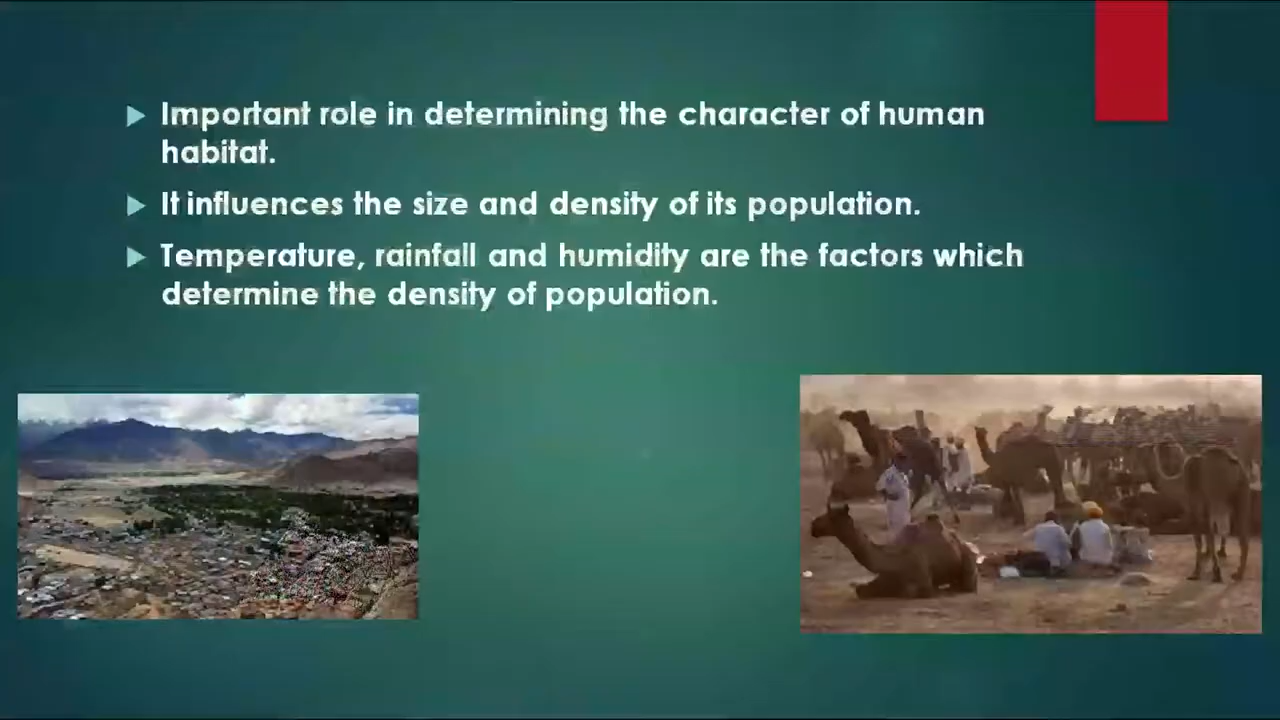 Important role in determining the character of human
habitat.
It influences the size and density of its population.
Temperature, rainfall and humidity are the factors which
determine the density of population.